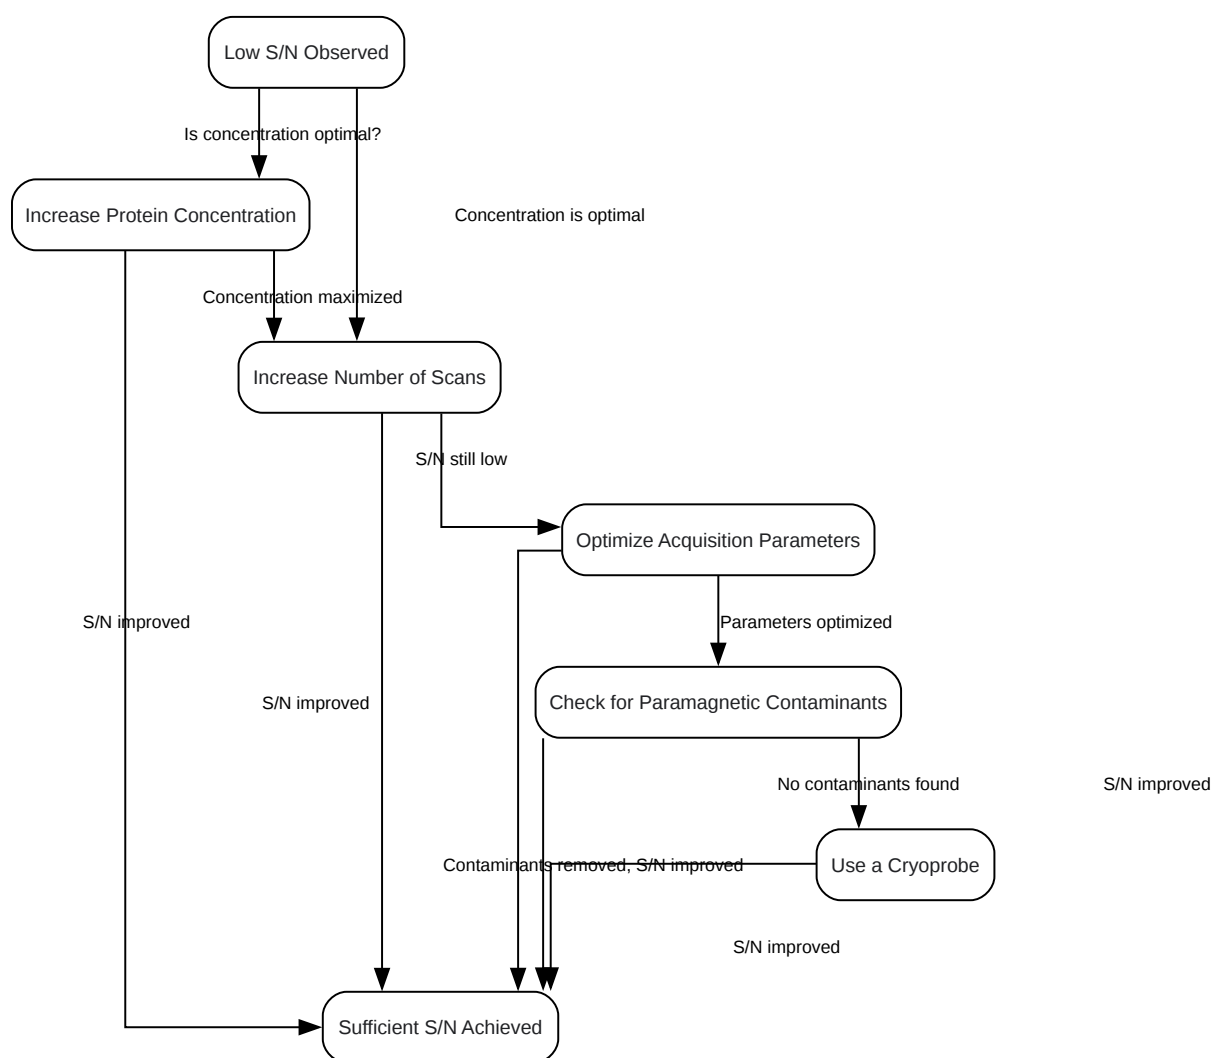 Low S/N Observed
Is concentration optimal?
Increase Protein Concentration
Concentration is optimal
Concentration maximized
Increase Number of Scans
S/N still low
Optimize Acquisition Parameters
S/N improved
Parameters optimized
S/N improved
Check for Paramagnetic Contaminants
No contaminants found
S/N improved
Contaminants removed, S/N improved
Use a Cryoprobe
S/N improved
Sufficient S/N Achieved